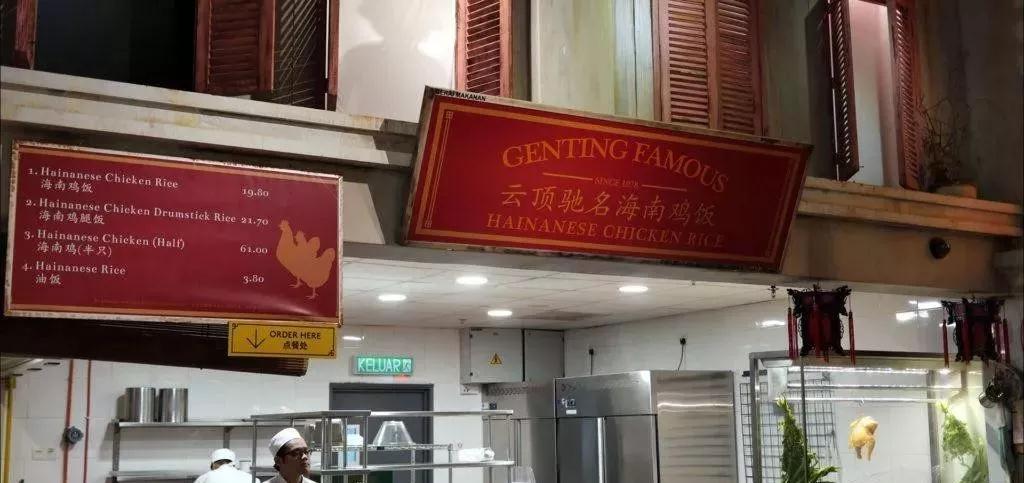 1. Hainanese Chicken Rice 19.80
海南鸡饭
2. Hainanese Chicken Drumstick Rice 21.70
海南鸡腿饭
3. Hainanese Chicken (Half) 61.00
海南鸡(半只)
4. Hainanese Rice 3.80
油饭
ORDER HERE
点餐处
MAKANAN
GENTING FAMOUS
SINCE 1978
云顶驰名海南鸡饭
HAINANESE CHICKEN RICE
KELUAR